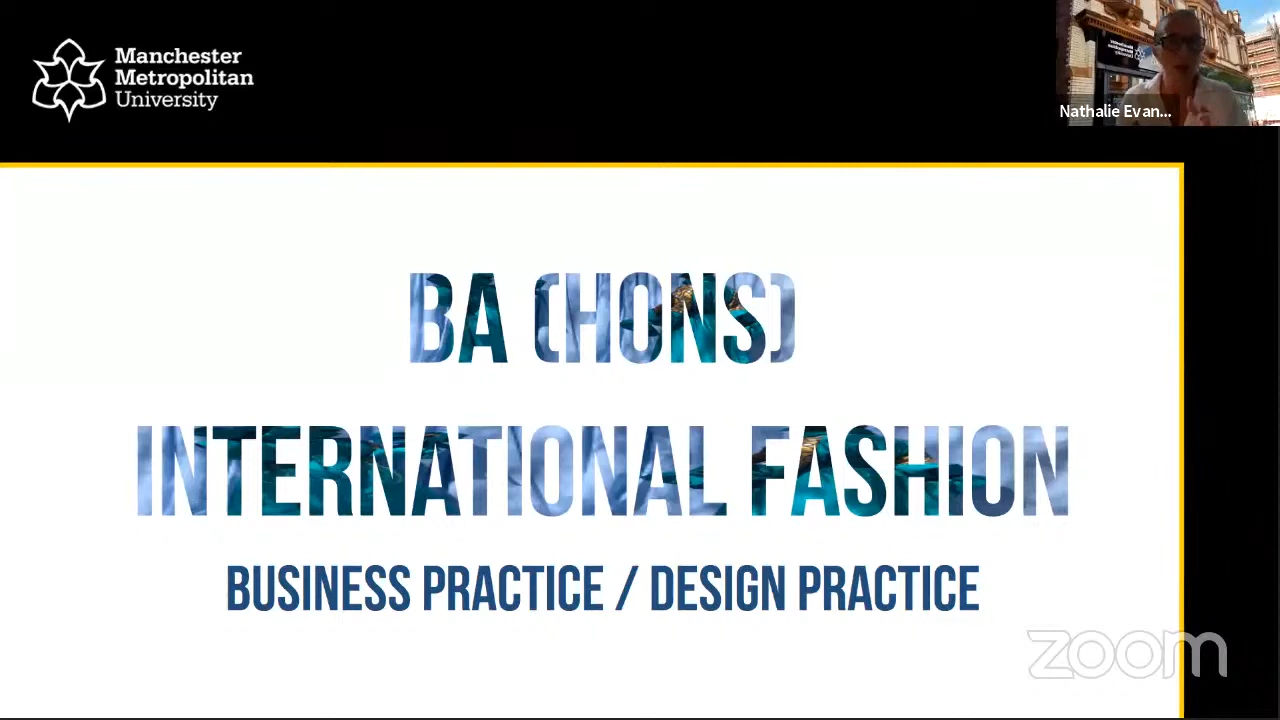 Manchester
Metropolitan
University
Nathalie Evan...
BA (HONS)
INTERNATIONAL FASHION
BUSINESS PRACTICE / DESIGN PRACTICE
zoom